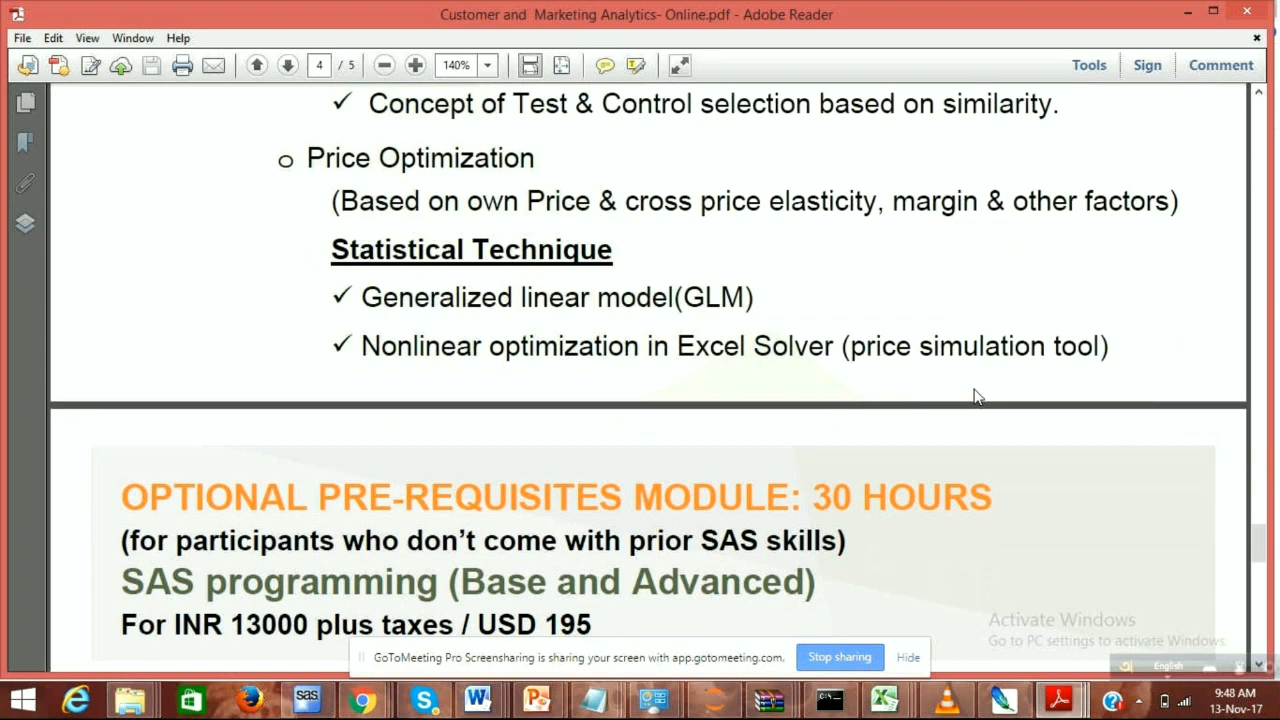 Customer and Marketing Analytics- Online.pdf - Adobe Reader
File Edit View Window Help
4 / 5 140% Tools Sign Comment
✓ Concept of Test & Control selection based on similarity.
o Price Optimization
(Based on own Price & cross price elasticity, margin & other factors)
Statistical Technique
✓ Generalized linear model(GLM)
✓ Nonlinear optimization in Excel Solver (price simulation tool)
OPTIONAL PRE-REQUISITES MODULE: 30 HOURS
(for participants who don't come with prior SAS skills)
SAS programming (Base and Advanced)
For INR 13000 plus taxes / USD 195
Activate Windows
Go to PC settings to activate Windows.
GoToMeeting Pro Screensharing is sharing your screen with app.gotomeeting.com. Stop sharing Hide
English
sas
9:48 AM
13-Nov-17